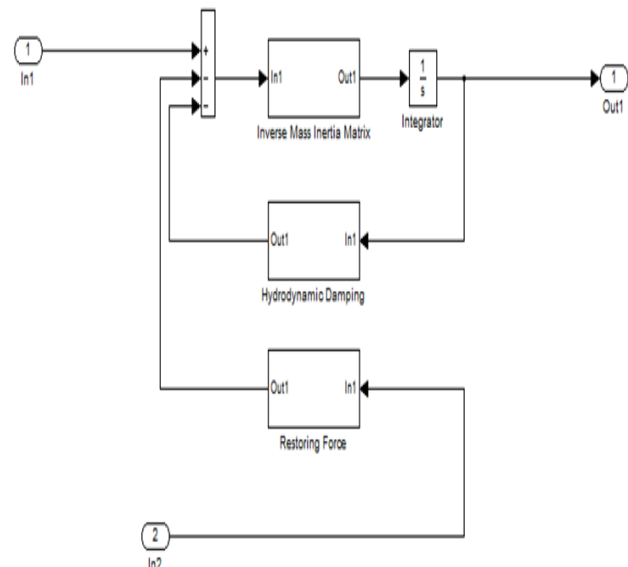 1
In1
+
−
−
In1
Out1
Inverse Mass Inertia Matrix
1
s
Integrator
1
Out1
Out1
In1
Hydrodynamic Damping
Out1
In1
Restoring Force
2
In2